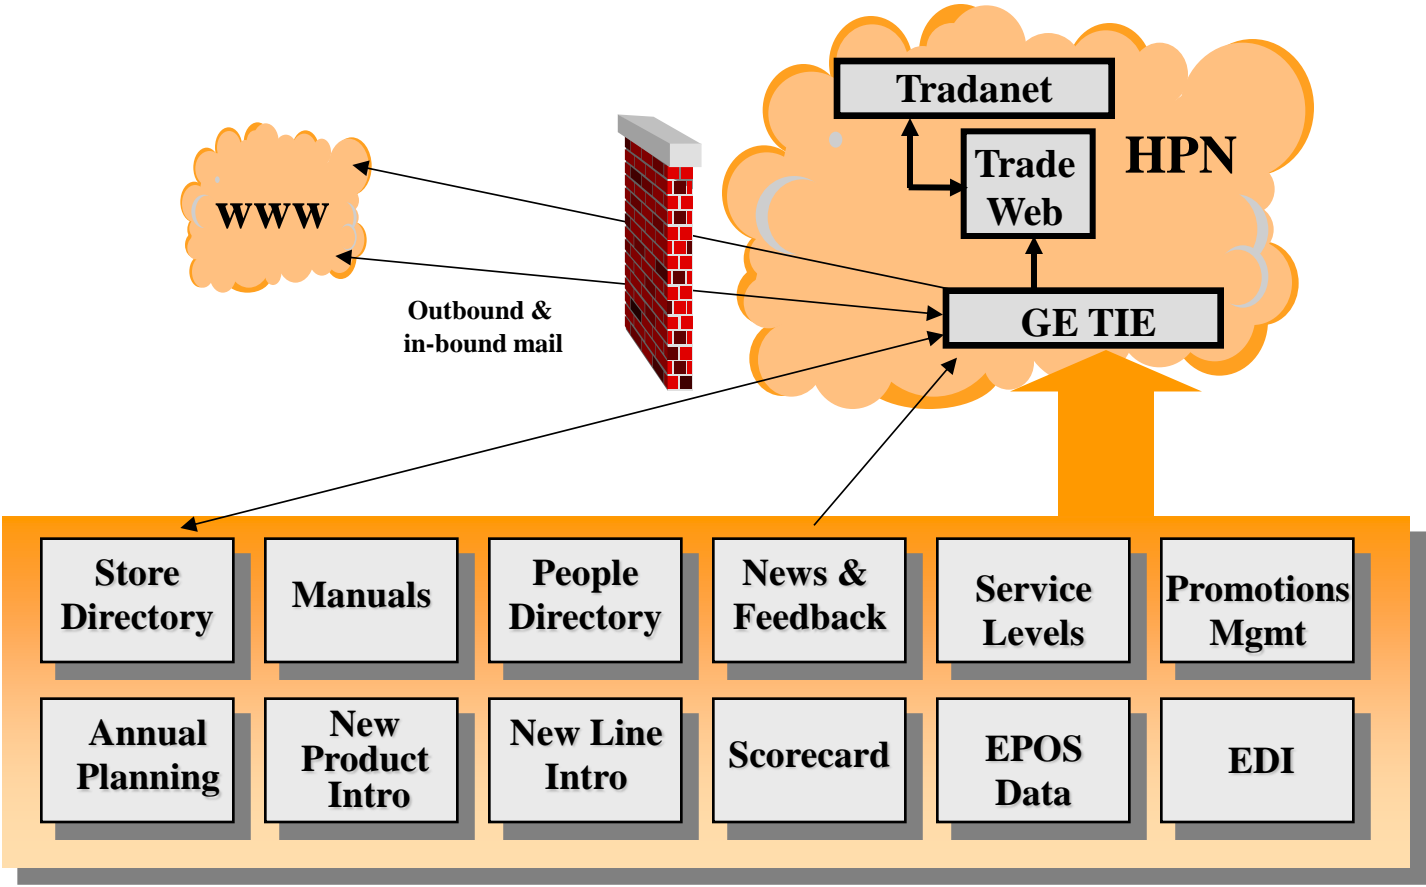 Tradanet
HPN
Trade
Web
www
GE TIE
Outbound &
in-bound mail
Store
Directory
Manuals
People
Directory
News &
Feedback
Service
Levels
Promotions
Mgmt
Annual
Planning
New
Product
Intro
New Line
Intro
Scorecard
EPOS
Data
EDI